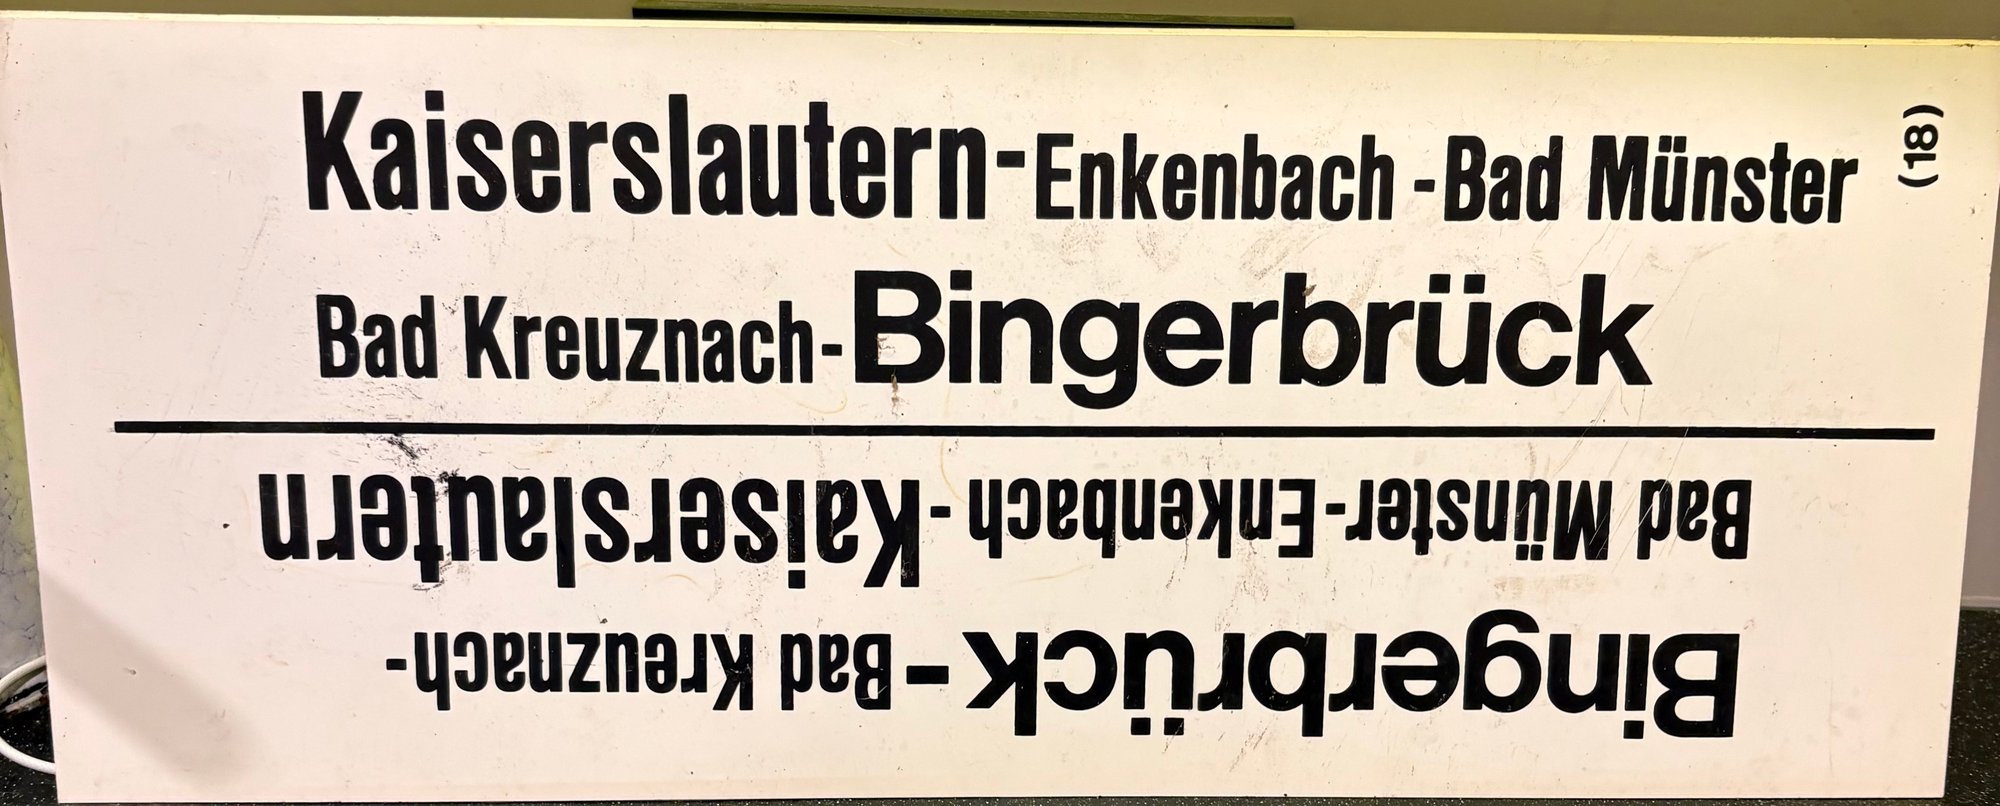 Kaiserslautern-Enkenbach-Bad Münster
(18)
Bad Kreuznach-Bingerbrück
Bingerbrück-Bad Kreuznach-
Bad Münster-Enkenbach-Kaiserslautern